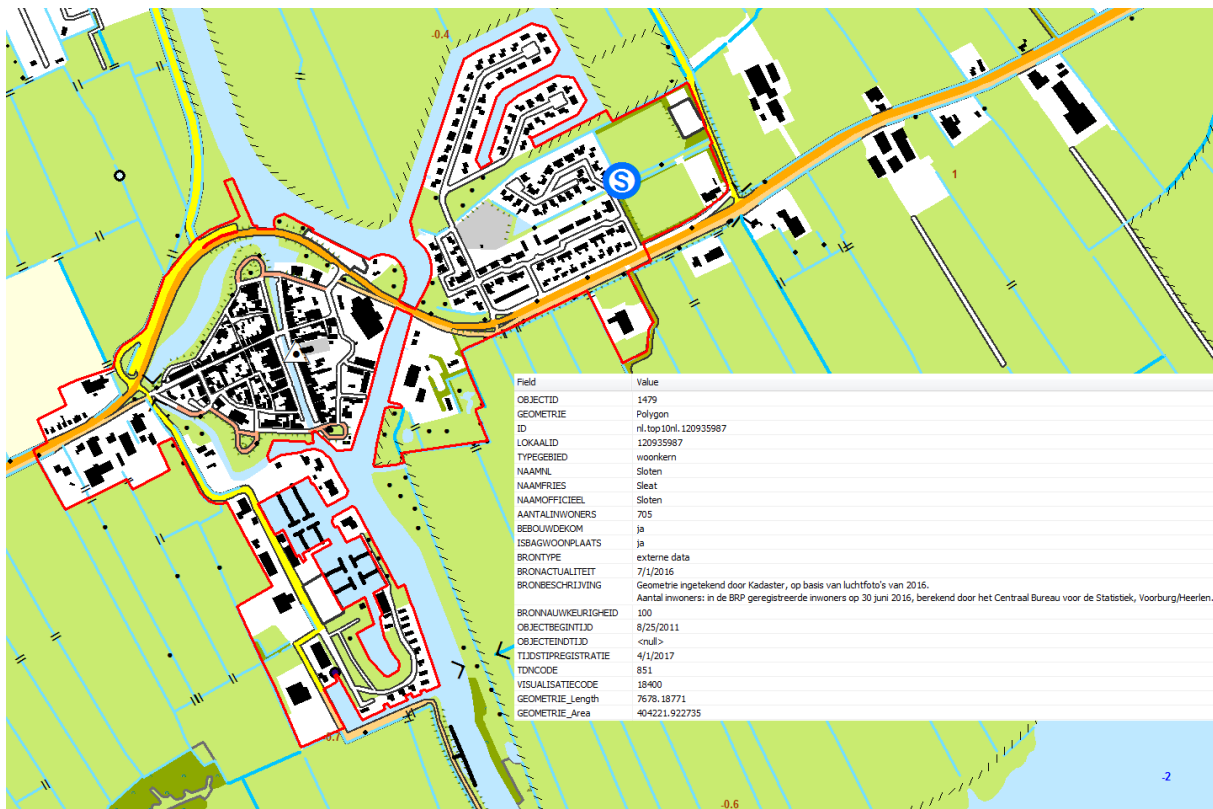 -0.4
S
1
Field Value
OBJECTID 1479
GEOMETRIE Polygon
ID nl.top10nl.120935987
LOKAALID 120935987
TYPEGEBIED woonkern
NAAMNL Sloten
NAAMFRIES Sleat
NAAMOFFICIEEL Sloten
AANTALINWONERS 705
BEBOUWDEKOM ja
ISBAGWOONPLAATS ja
BRONTYPE externe data
BRONACTUALITEIT 7/1/2016
BRONBESCHRIJVING Geometrie ingetekend door Kadaster, op basis van luchtfoto's van 2016.
Aantal inwoners: in de BRP geregistreerde inwoners op 30 juni 2016, berekend door het Centraal Bureau voor de Statistiek, Voorburg/Heerlen.
BRONNAUWKEURIGHEID 100
OBJECTBEGINTIJD 8/25/2011
OBJECTEINDTIJD <null>
TIJDSTIPREGISTRATIE 4/1/2017
TDNCODE 851
VISUALISATIECODE 18400
GEOMETRIE_Length 7678.18771
GEOMETRIE_Area 404221.922735
-0.7
-2
-0.6